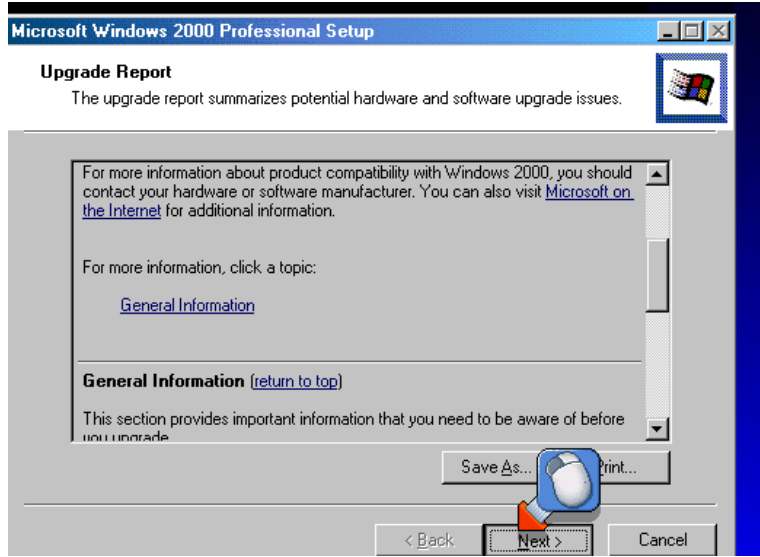 Microsoft Windows 2000 Professional Setup
Upgrade Report
The upgrade report summarizes potential hardware and software upgrade issues.
For more information about product compatibility with Windows 2000, you should
contact your hardware or software manufacturer. You can also visit Microsoft on
the Internet for additional information.
For more information, click a topic:
General Information
General Information (return to top)
This section provides important information that you need to be aware of before
you upgrade
Save As... Print...
< Back Next > Cancel